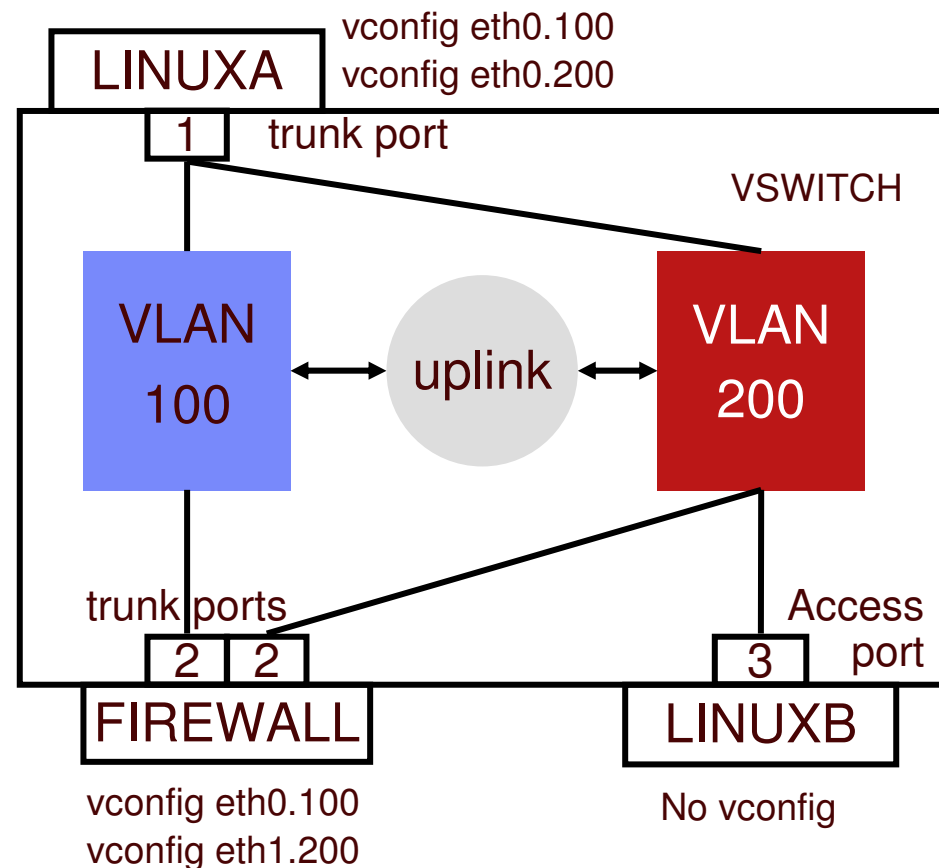 vconfig eth0.100
vconfig eth0.200
LINUXA
1
trunk port
VSWITCH
VLAN
100
uplink
VLAN
200
trunk ports
2 2
FIREWALL
vconfig eth0.100
vconfig eth1.200
Access
port
3
LINUXB
No vconfig